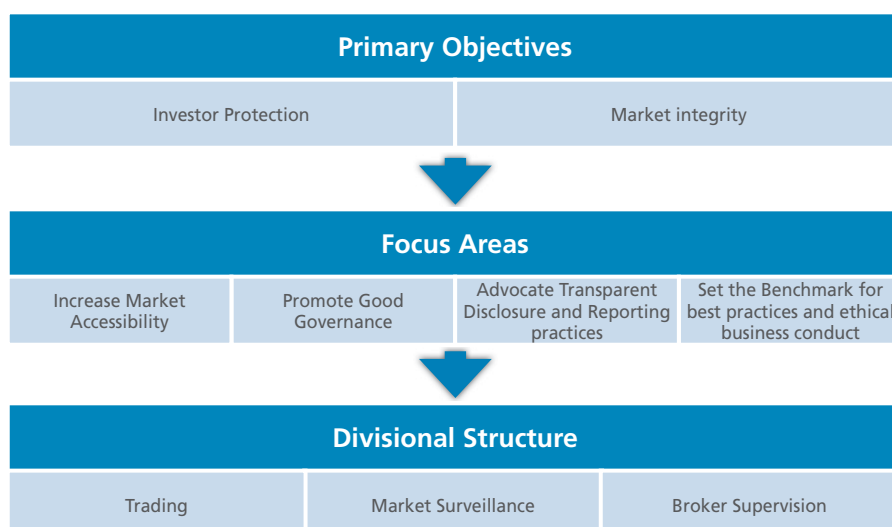 Primary Objectives
Investor Protection
Market integrity
Focus Areas
Increase Market
Accessibility
Promote Good
Governance
Advocate Transparent
Disclosure and Reporting
practices
Set the Benchmark for
best practices and ethical
business conduct
Divisional Structure
Trading
Market Surveillance
Broker Supervision